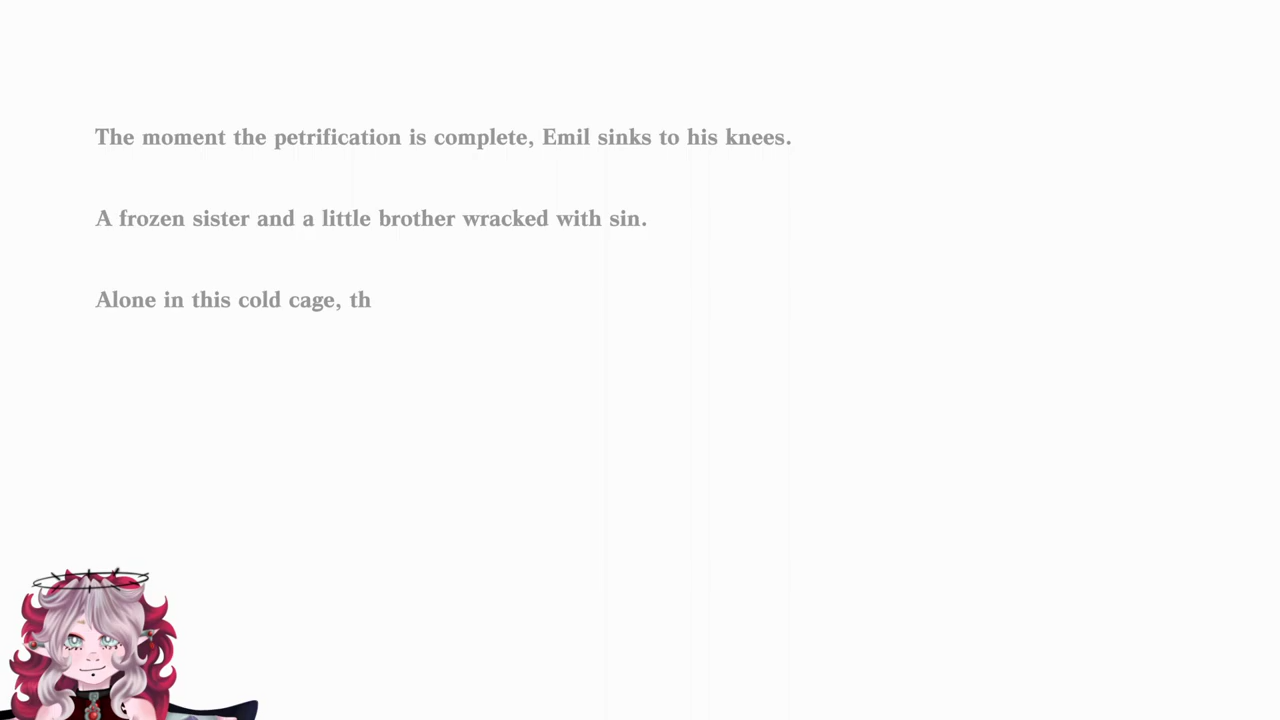 The moment the petrification is complete, Emil sinks to his knees.
A frozen sister and a little brother wracked with sin.
Alone in this cold cage, th